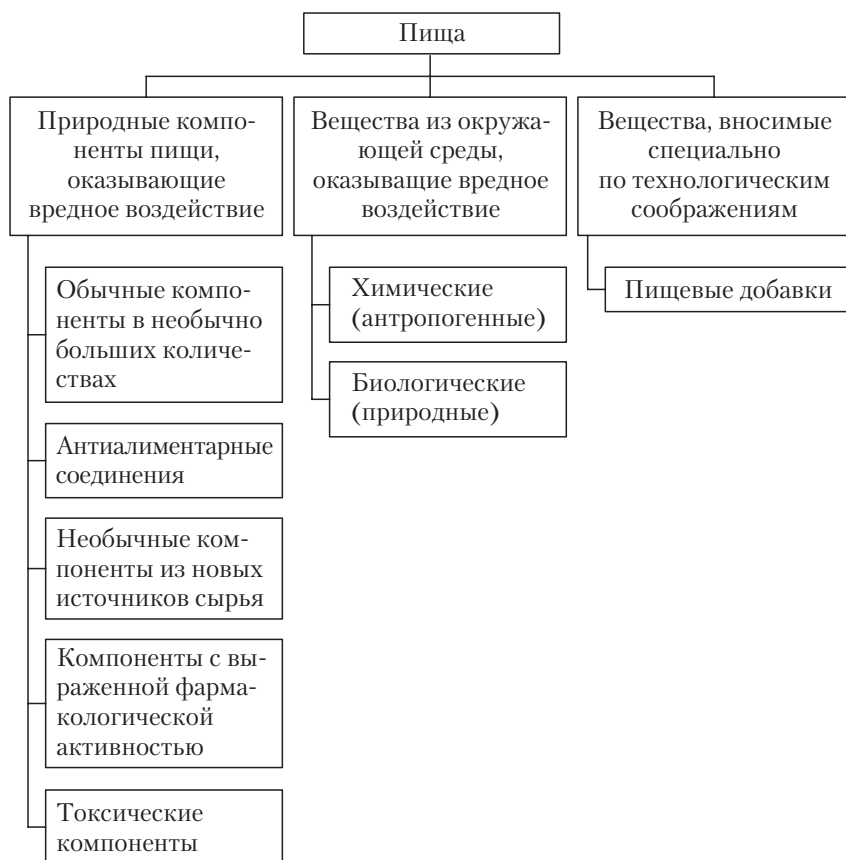 Пища
Природные компо-
ненты пищи,
оказывающие
вредное воздействие
Обычные компо-
ненты в необычно
больших количе-
ствах
Антиалиментарные
соединения
Необычные ком-
поненты из новых
источников сырья
Компоненты с вы-
раженной фарма-
кологической
активностью
Токсические
компоненты
Вещества из окружа-
ющей среды,
оказыващие вредное
воздействие
Химические
(антропогенные)
Биологические
(природные)
Вещества, вносимые
специально
по технологическим
соображениям
Пищевые добавки